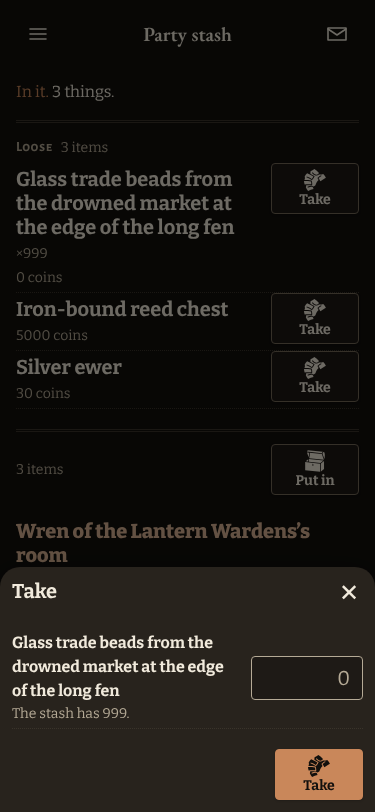 Party stash
In it. 3 things.
Loose 3 items
Glass trade beads from
the drowned market at
the edge of the long fen
Take
×999
0 coins
Iron-bound reed chest
5000 coins
Take
Silver ewer
30 coins
Take
3 items
Put in
Wren of the Lantern Wardens’s
room
Take
Glass trade beads from the
drowned market at the edge
of the long fen
0
The stash has 999.
Take